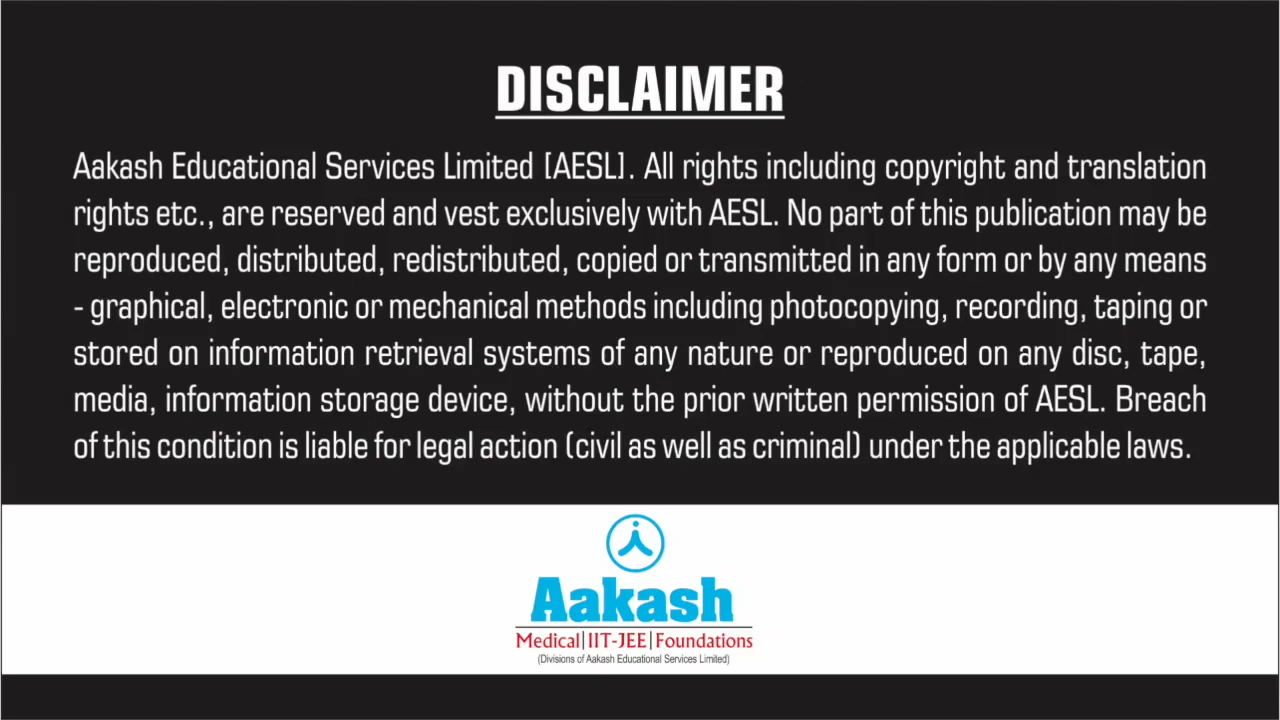 DISCLAIMER
Aakash Educational Services Limited [AESL]. All rights including copyright and translation
rights etc., are reserved and vest exclusively with AESL. No part of this publication may be
reproduced, distributed, redistributed, copied or transmitted in any form or by any means
- graphical, electronic or mechanical methods including photocopying, recording, taping or
stored on information retrieval systems of any nature or reproduced on any disc, tape,
media, information storage device, without the prior written permission of AESL. Breach
of this condition is liable for legal action (civil as well as criminal) under the applicable laws.
Aakash
Medical|IIT-JEE|Foundations
(Divisions of Aakash Educational Services Limited)